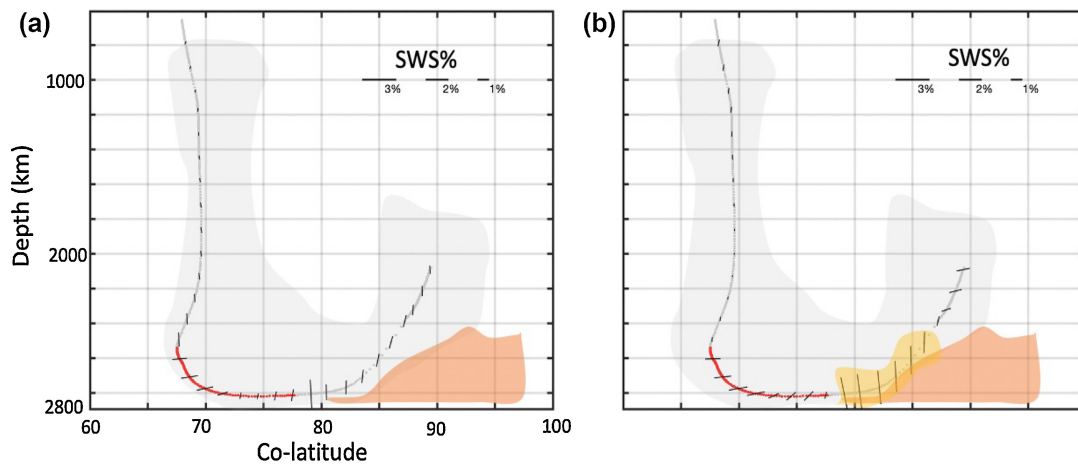 (a)
(b)
SWS%
3% 2% 1%
SWS%
3% 2% 1%
1000
2000
2800
Depth (km)
60 70 80 90 100
Co-latitude